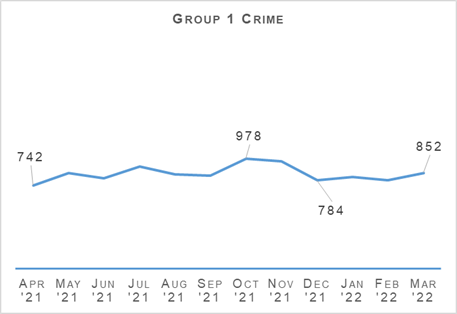 GROUP 1 CRIME
978
742
852
784
APR MAY JUN JUL AUG SEP OCT NOV DEC JAN FEB MAR
'21 '21 '21 '21 '21 '21 '21 '21 '21 '22 '22 '22